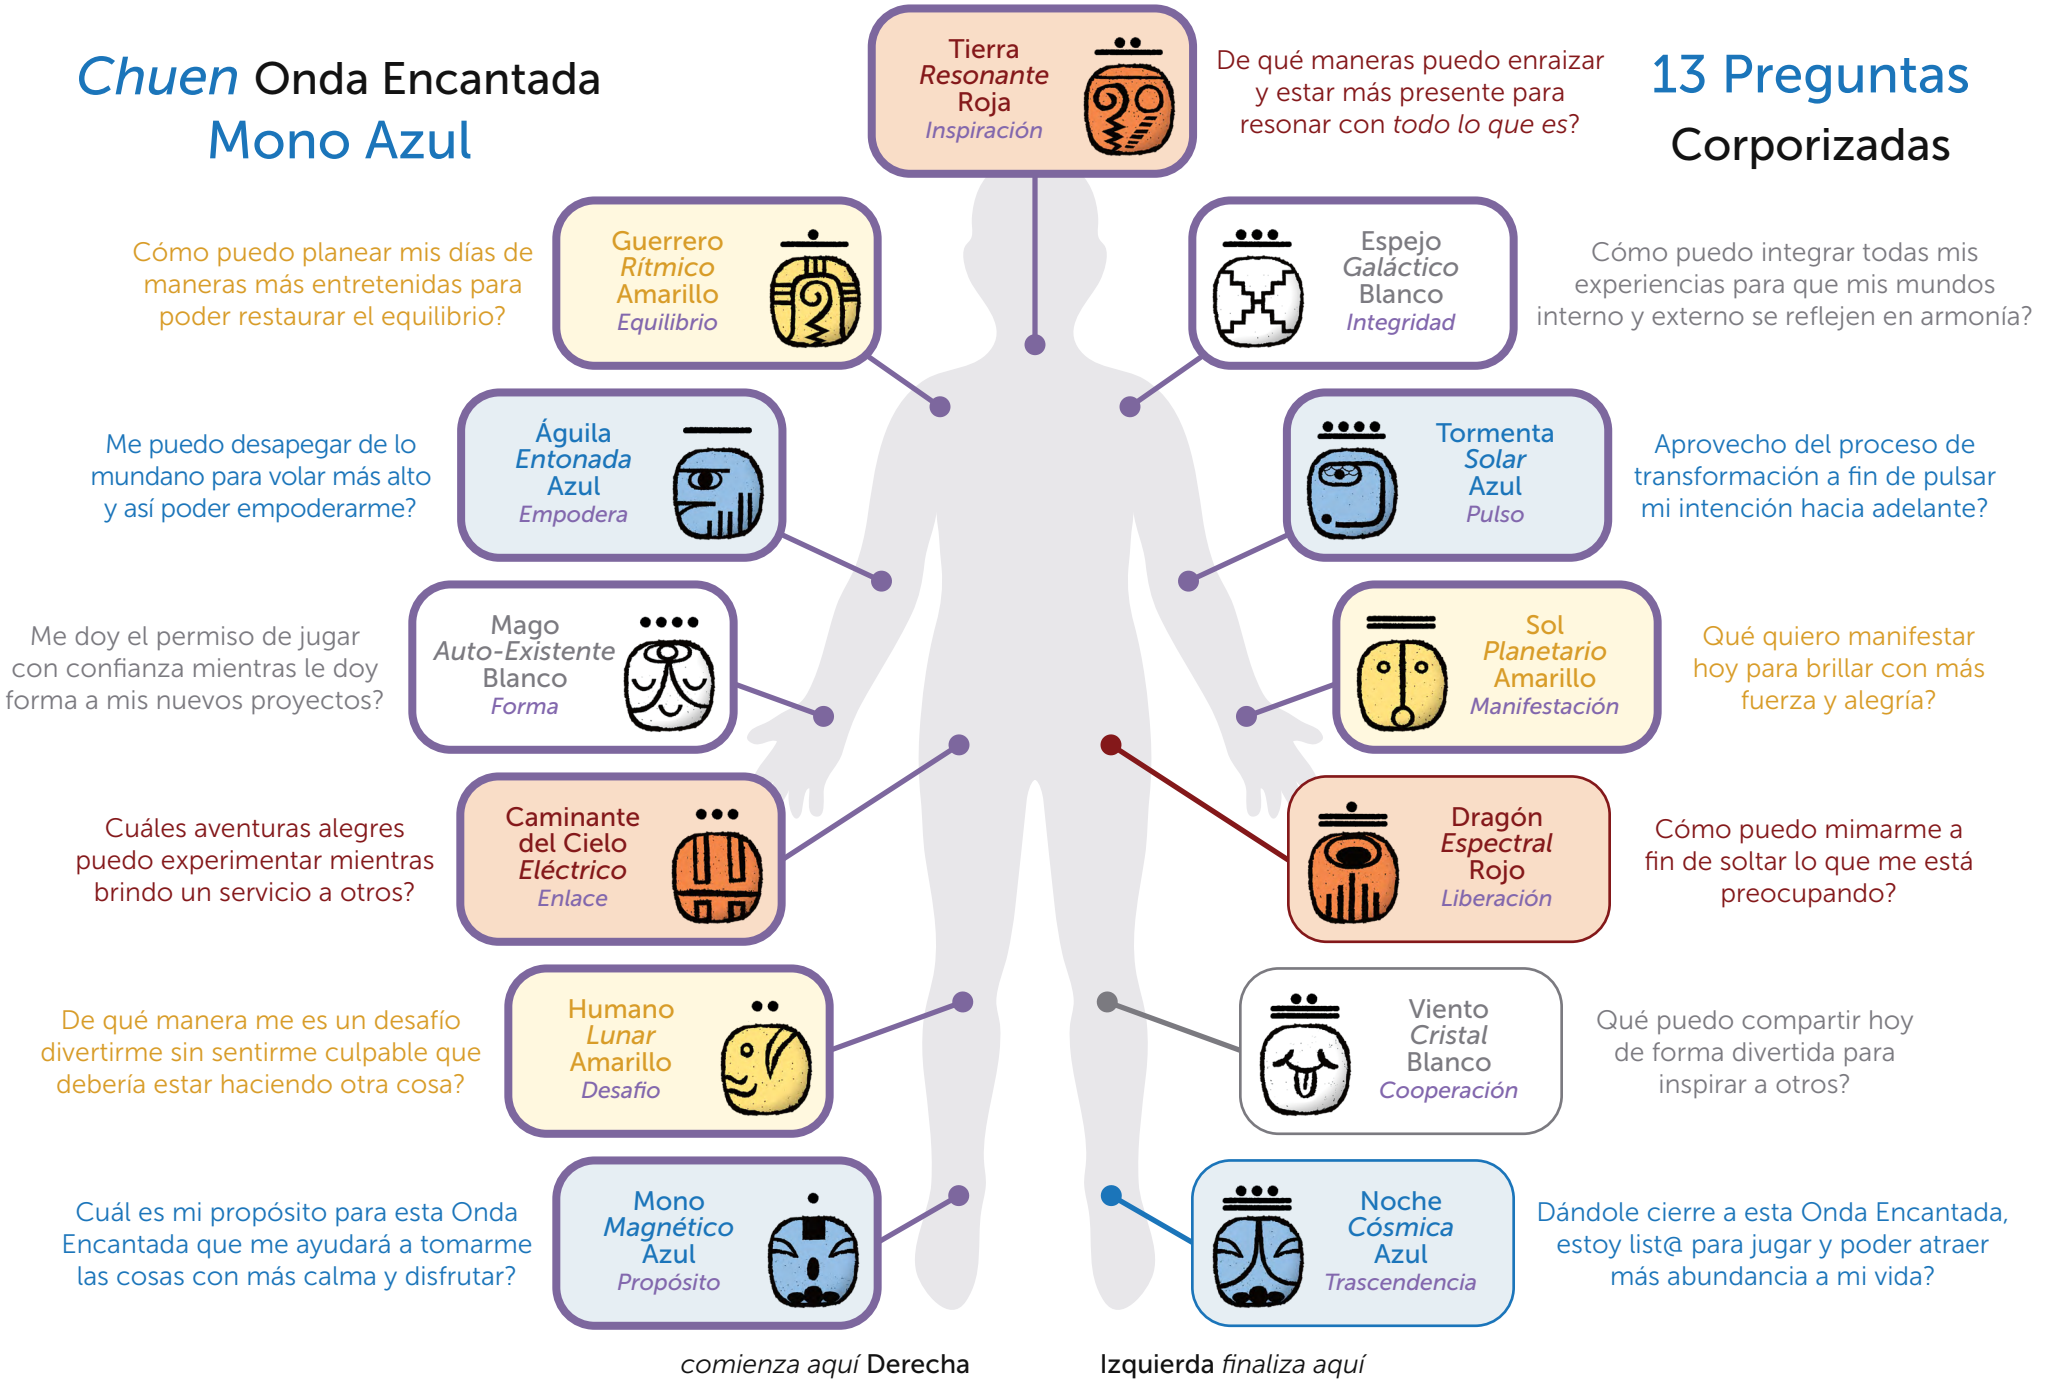 Chuen Onda Encantada
Mono Azul
13 Preguntas
Corporizadas
Tierra
Resonante
Roja
Inspiración
De qué maneras puedo enraizar
y estar más presente para
resonar con todo lo que es?
Cómo puedo planear mis días de
maneras más entretenidas para
poder restaurar el equilibrio?
Guerrero
Rítmico
Amarillo
Equilibrio
Espejo
Galáctico
Blanco
Integridad
Cómo puedo integrar todas mis
experiencias para que mis mundos
interno y externo se reflejen en armonía?
Me puedo desapegar de lo
mundano para volar más alto
y así poder empoderarme?
Águila
Entonada
Azul
Empodera
Tormenta
Solar
Azul
Pulso
Aprovecho del proceso de
transformación a fin de pulsar
mi intención hacia adelante?
Me doy el permiso de jugar
con confianza mientras le doy
forma a mis nuevos proyectos?
Mago
Auto-Existente
Blanco
Forma
Sol
Planetario
Amarillo
Manifestación
Qué quiero manifestar
hoy para brillar con más
fuerza y alegría?
Cuáles aventuras alegres
puedo experimentar mientras
brindo un servicio a otros?
Caminante
del Cielo
Eléctrico
Enlace
Dragón
Espectral
Rojo
Liberación
Cómo puedo mimarme a
fin de soltar lo que me está
preocupando?
De qué manera me es un desafío
divertirme sin sentirme culpable que
debería estar haciendo otra cosa?
Humano
Lunar
Amarillo
Desafio
Viento
Cristal
Blanco
Cooperación
Qué puedo compartir hoy
de forma divertida para
inspirar a otros?
Cuál es mi propósito para esta Onda
Encantada que me ayudará a tomarme
las cosas con más calma y disfrutar?
Mono
Magnético
Azul
Propósito
Noche
Cósmica
Azul
Trascendencia
Dándole cierre a esta Onda Encantada,
estoy list@ para jugar y poder atraer
más abundancia a mi vida?
comienza aquí Derecha
Izquierda finaliza aquí